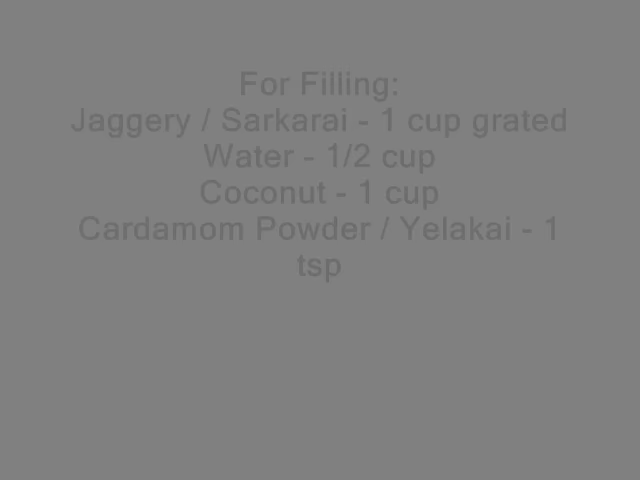 For Filling:
Jaggery / Sarkarai - 1 cup grated
Water - 1/2 cup
Coconut - 1 cup
Cardamom Powder / Yelakai - 1
tsp